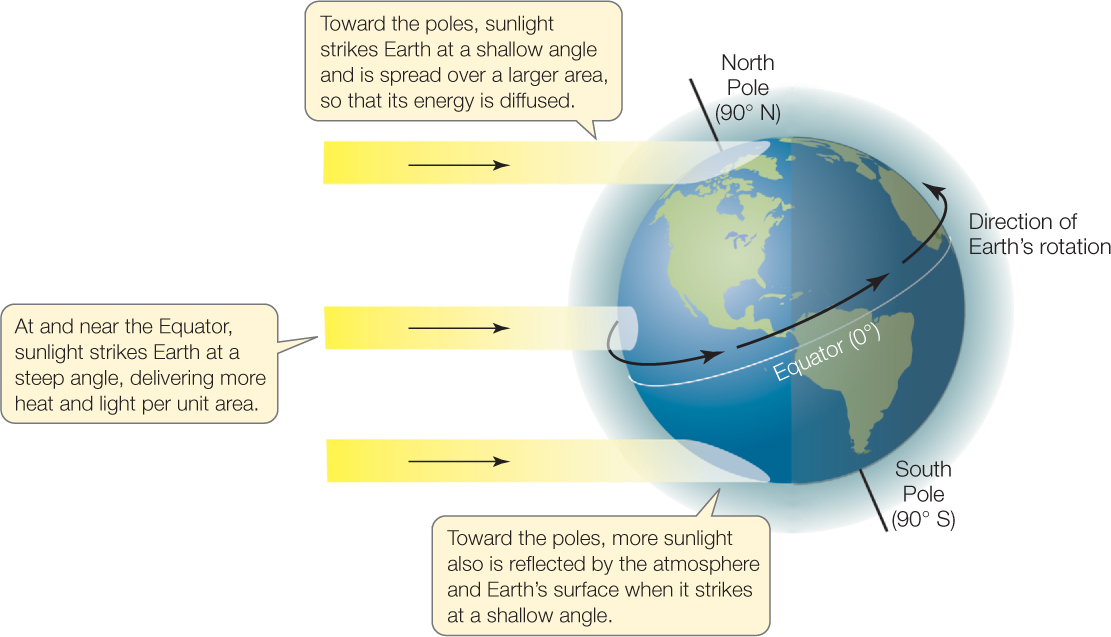 Toward the poles, sunlight
strikes Earth at a shallow angle
and is spread over a larger area,
so that its energy is diffused.
North
Pole
(90° N)
Direction of
Earth’s rotation
At and near the Equator,
sunlight strikes Earth at a
steep angle, delivering more
heat and light per unit area.
Equator (0°)
South
Pole
(90° S)
Toward the poles, more sunlight
also is reflected by the atmosphere
and Earth’s surface when it strikes
at a shallow angle.